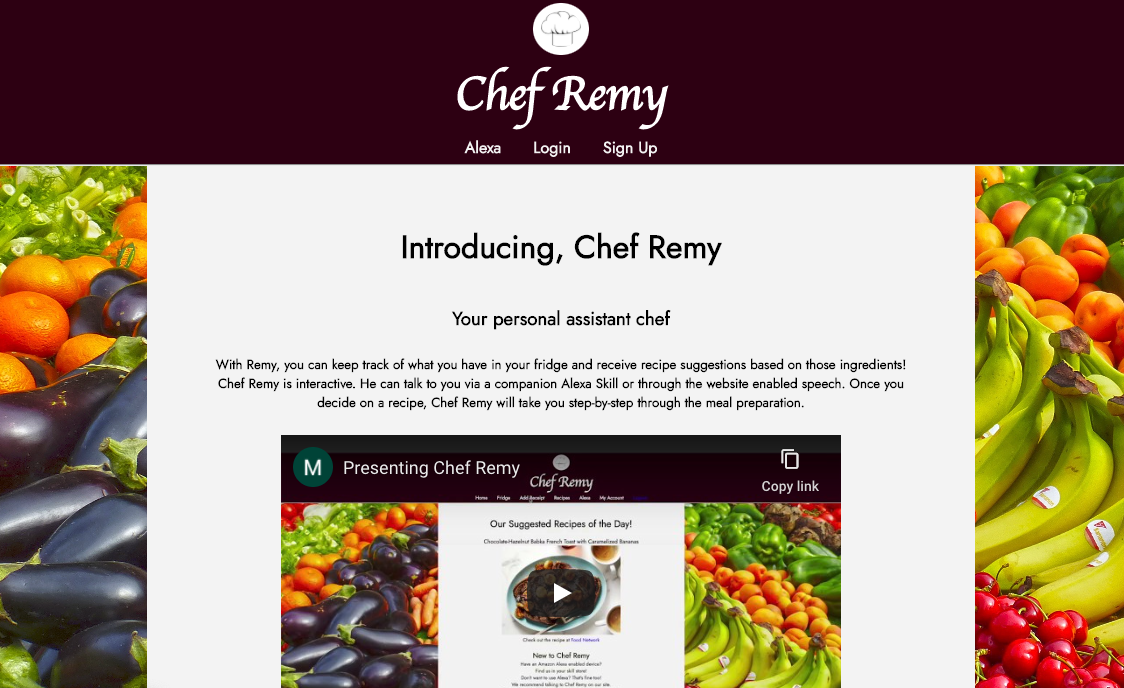 Chef Remy
Alexa Login Sign Up
Introducing, Chef Remy
Your personal assistant chef
With Remy, you can keep track of what you have in your fridge and receive recipe suggestions based on those ingredients!
Chef Remy is interactive. He can talk to you via a companion Alexa Skill or through the website enabled speech. Once you
decide on a recipe, Chef Remy will take you step-by-step through the meal preparation.
M Presenting Chef Remy
Copy link
Chef Remy
Home Fridge Add Receipt Recipes Alexa My Account
Our Suggested Recipes of the Day!
Chocolate-Hazelnut Babka French Toast with Caramelized Bananas
Check out the recipe at Food Network
New to Chef Remy
Have an Amazon Alexa enabled device?
Find us in your skill store!
Don't want to use Alexa? That's fine too!
We recommend talking to Chef Remy on our site.